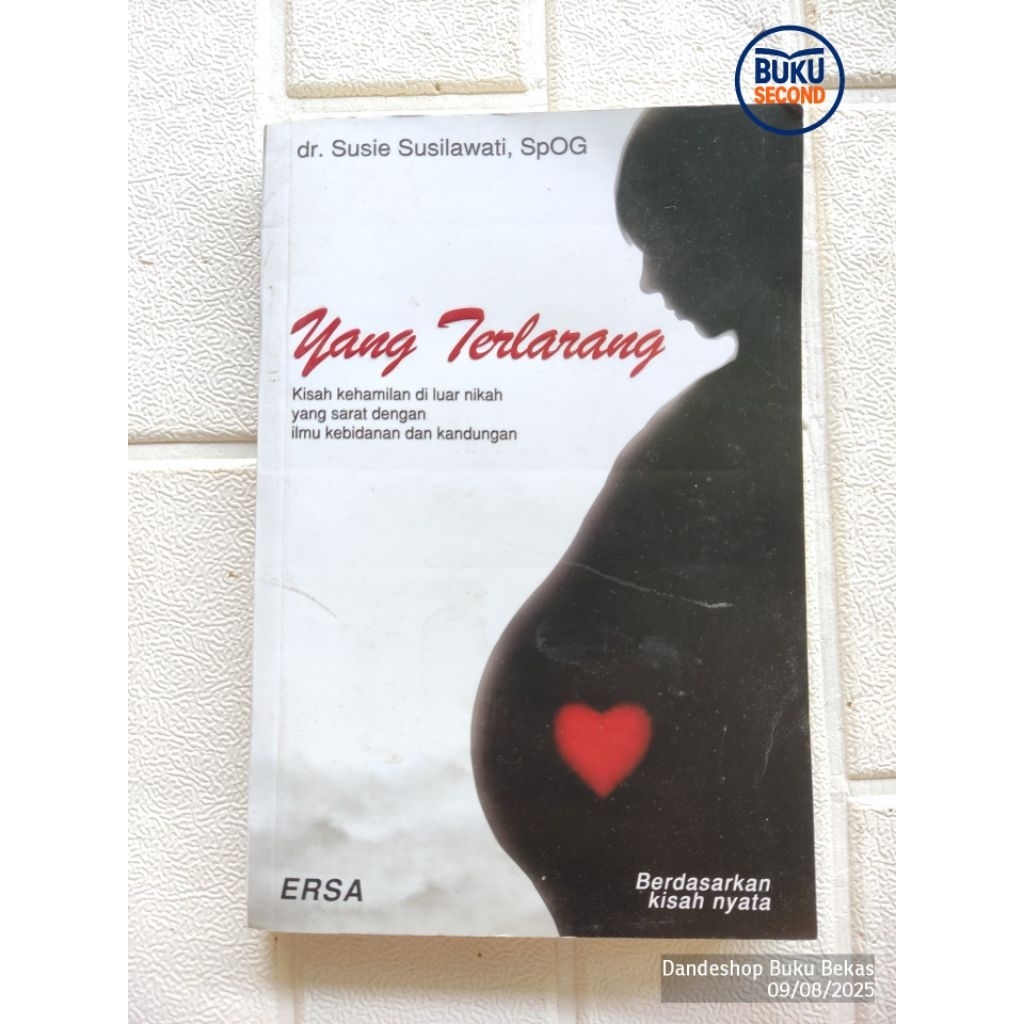 BUKU
SECOND
dr. Susie Susilawati, SpOG
Yang Terlarang
Kisah kehamilan di luar nikah
yang sarat dengan
ilmu kebidanan dan kandungan
ERSA
Berdasarkan
kisah nyata
Dandeshop Buku Bekas
09/08/2025